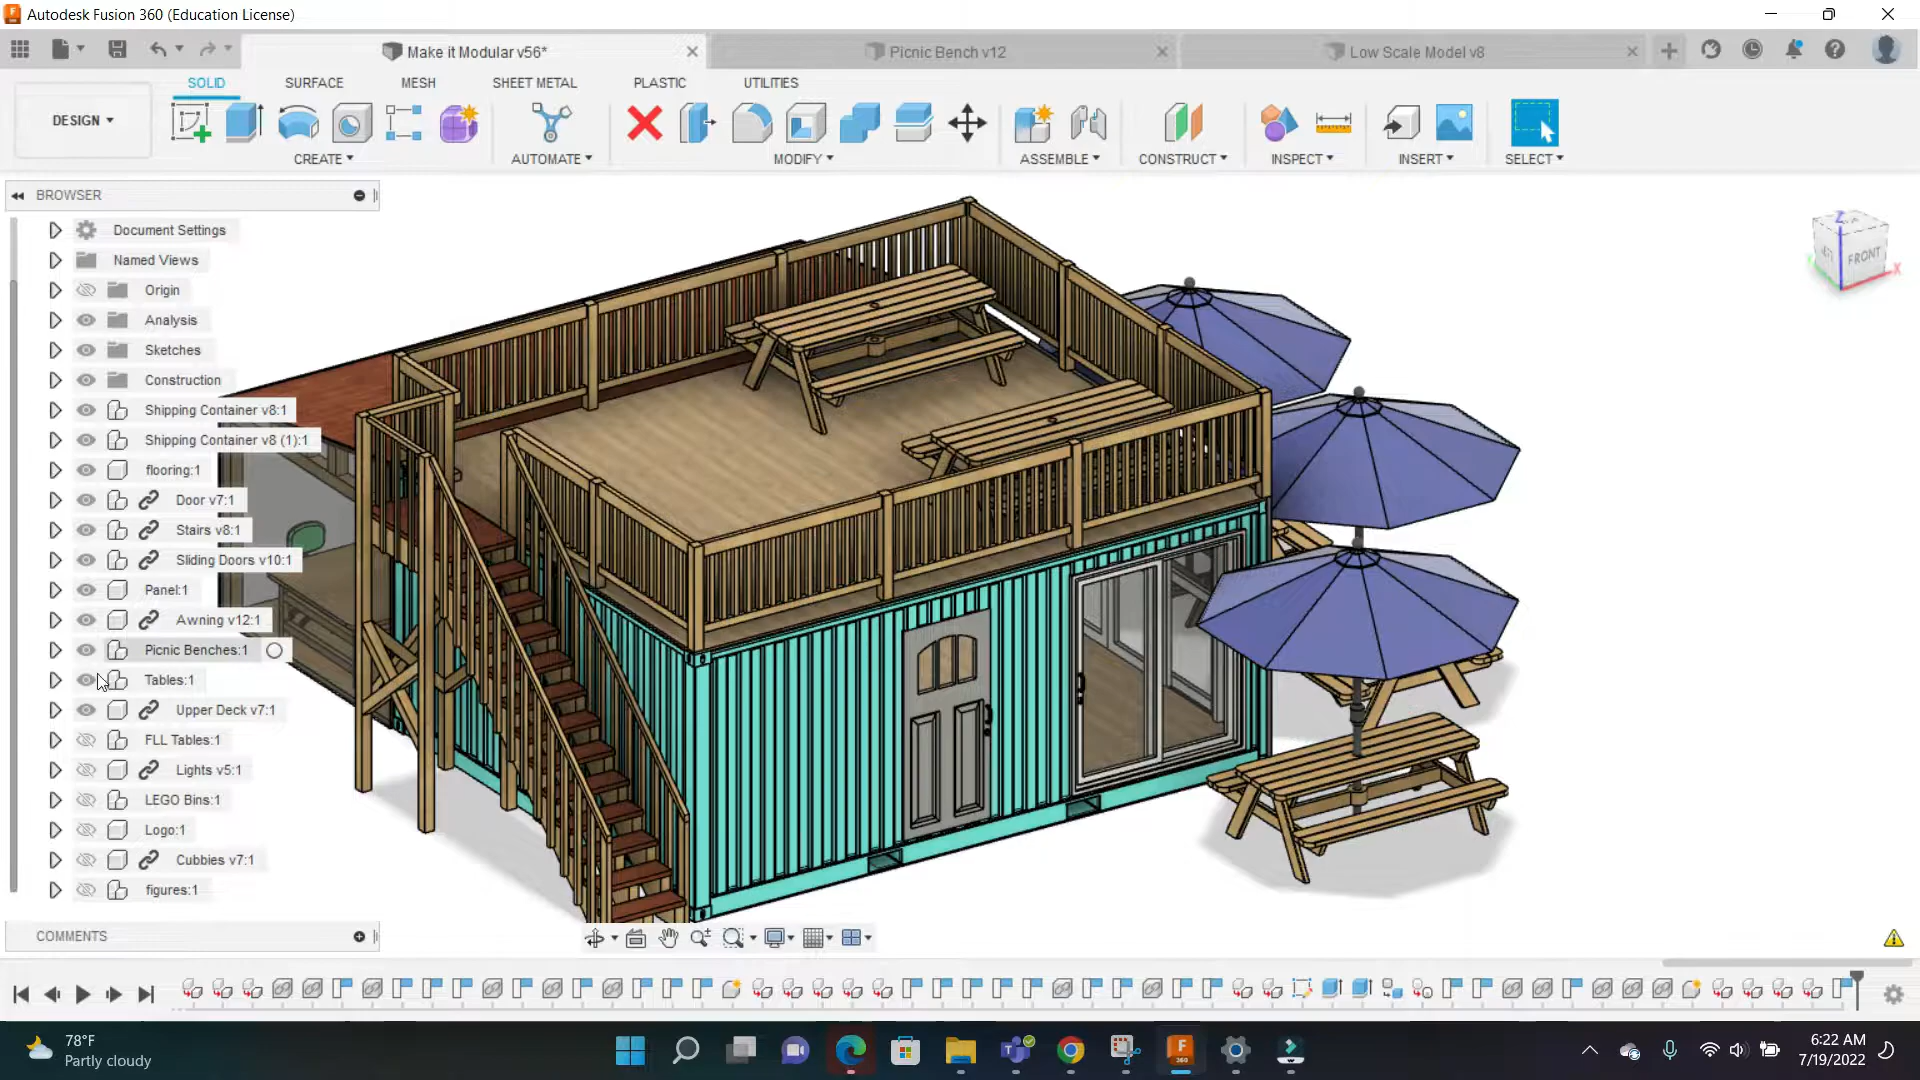 Autodesk Fusion 360 (Education License)
Make it Modular v56*
Picnic Bench v12
Low Scale Model v8
SOLID
SURFACE
MESH
SHEET METAL
PLASTIC
UTILITIES
DESIGN
CREATE
AUTOMATE
MODIFY
ASSEMBLE
CONSTRUCT
INSPECT
INSERT
SELECT
BROWSER
Document Settings
Named Views
Origin
Analysis
Sketches
Construction
Shipping Container v8:1
Shipping Container v8 (1):1
flooring:1
Door v7:1
Stairs v8:1
Sliding Doors v10:1
Panel:1
Awning v12:1
Picnic Benches:1
Tables:1
Upper Deck v7:1
FLL Tables:1
Lights v5:1
LEGO Bins:1
Logo:1
Cubbies v7:1
figures:1
COMMENTS
Z
FRONT
X
78°F
Partly cloudy
F
360
6:22 AM
7/19/2022